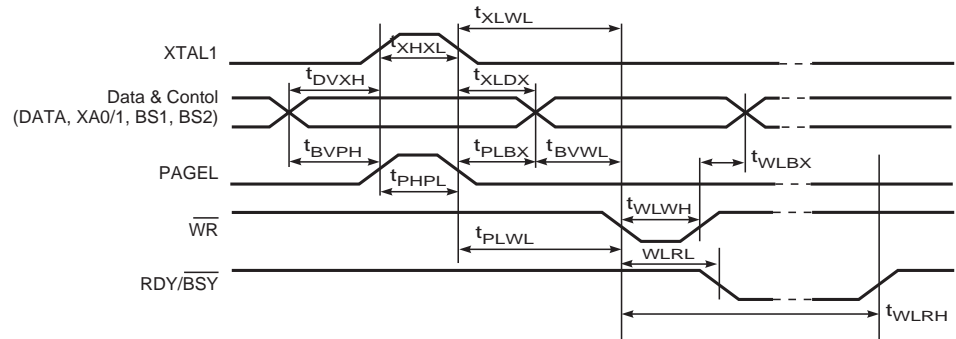 tXLWL
XTAL1
tXHXL
tDVXH
tXLDX
Data & Contol
(DATA, XA0/1, BS1, BS2)
tBVPH
tPLBX
tBVWL
tWLBX
PAGEL
tPHPL
tWLWH
WR
tPLWL
WLRL
RDY/BSY
tWLRH